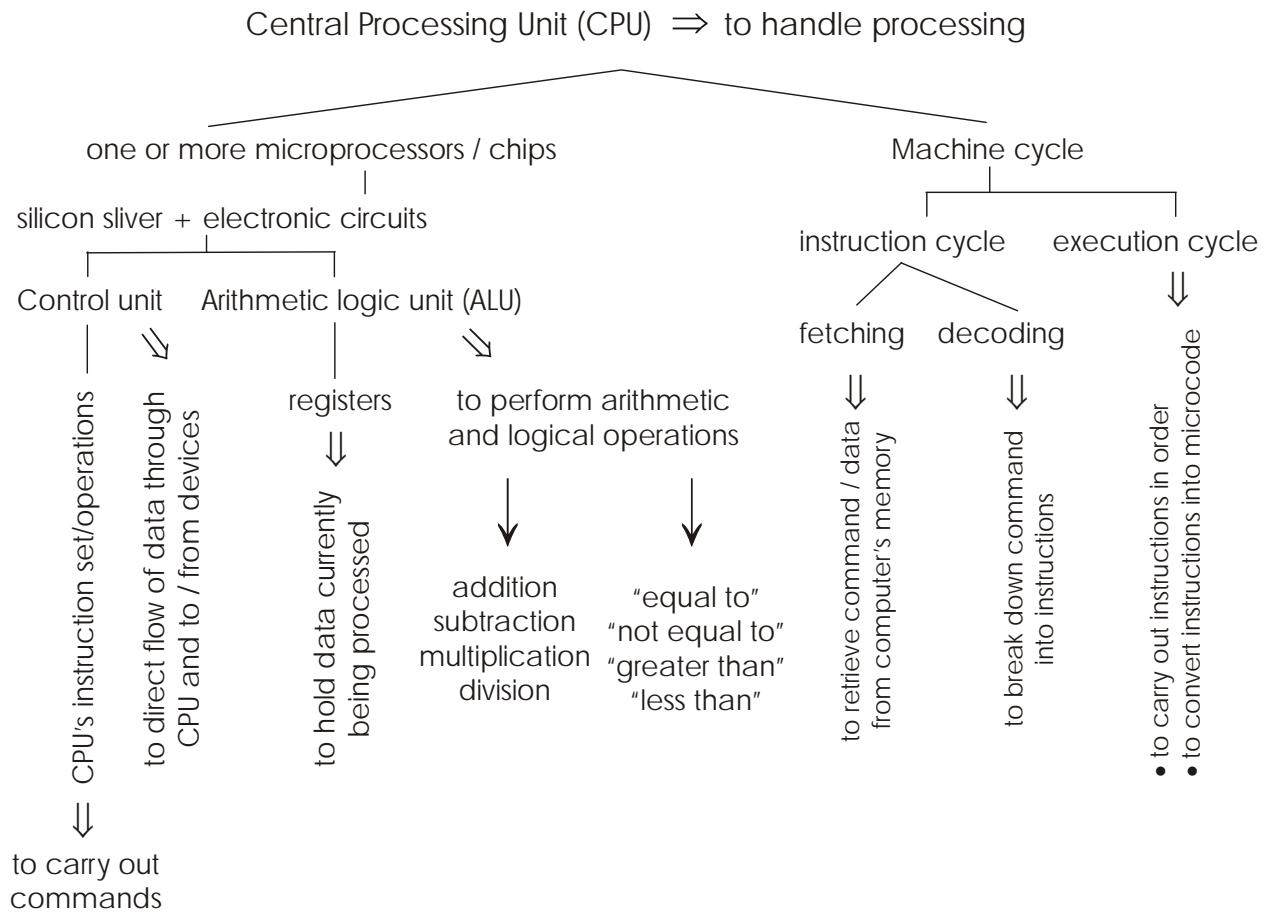 Central Processing Unit (CPU) ⇒ to handle processing
one or more microprocessors / chips
Machine cycle
silicon sliver + electronic circuits
instruction cycle
execution cycle
Control unit
Arithmetic logic unit (ALU)
fetching
decoding
registers
to perform arithmetic
and logical operations
CPU's instruction set/operations
to direct flow of data through
CPU and to / from devices
to hold data currently
being processed
addition
subtraction
multiplication
division
“equal to”
“not equal to”
“greater than”
“less than”
to retrieve command / data
from computer's memory
to break down command
into instructions
• to carry out instructions in order
• to convert instructions into microcode
to carry out
commands